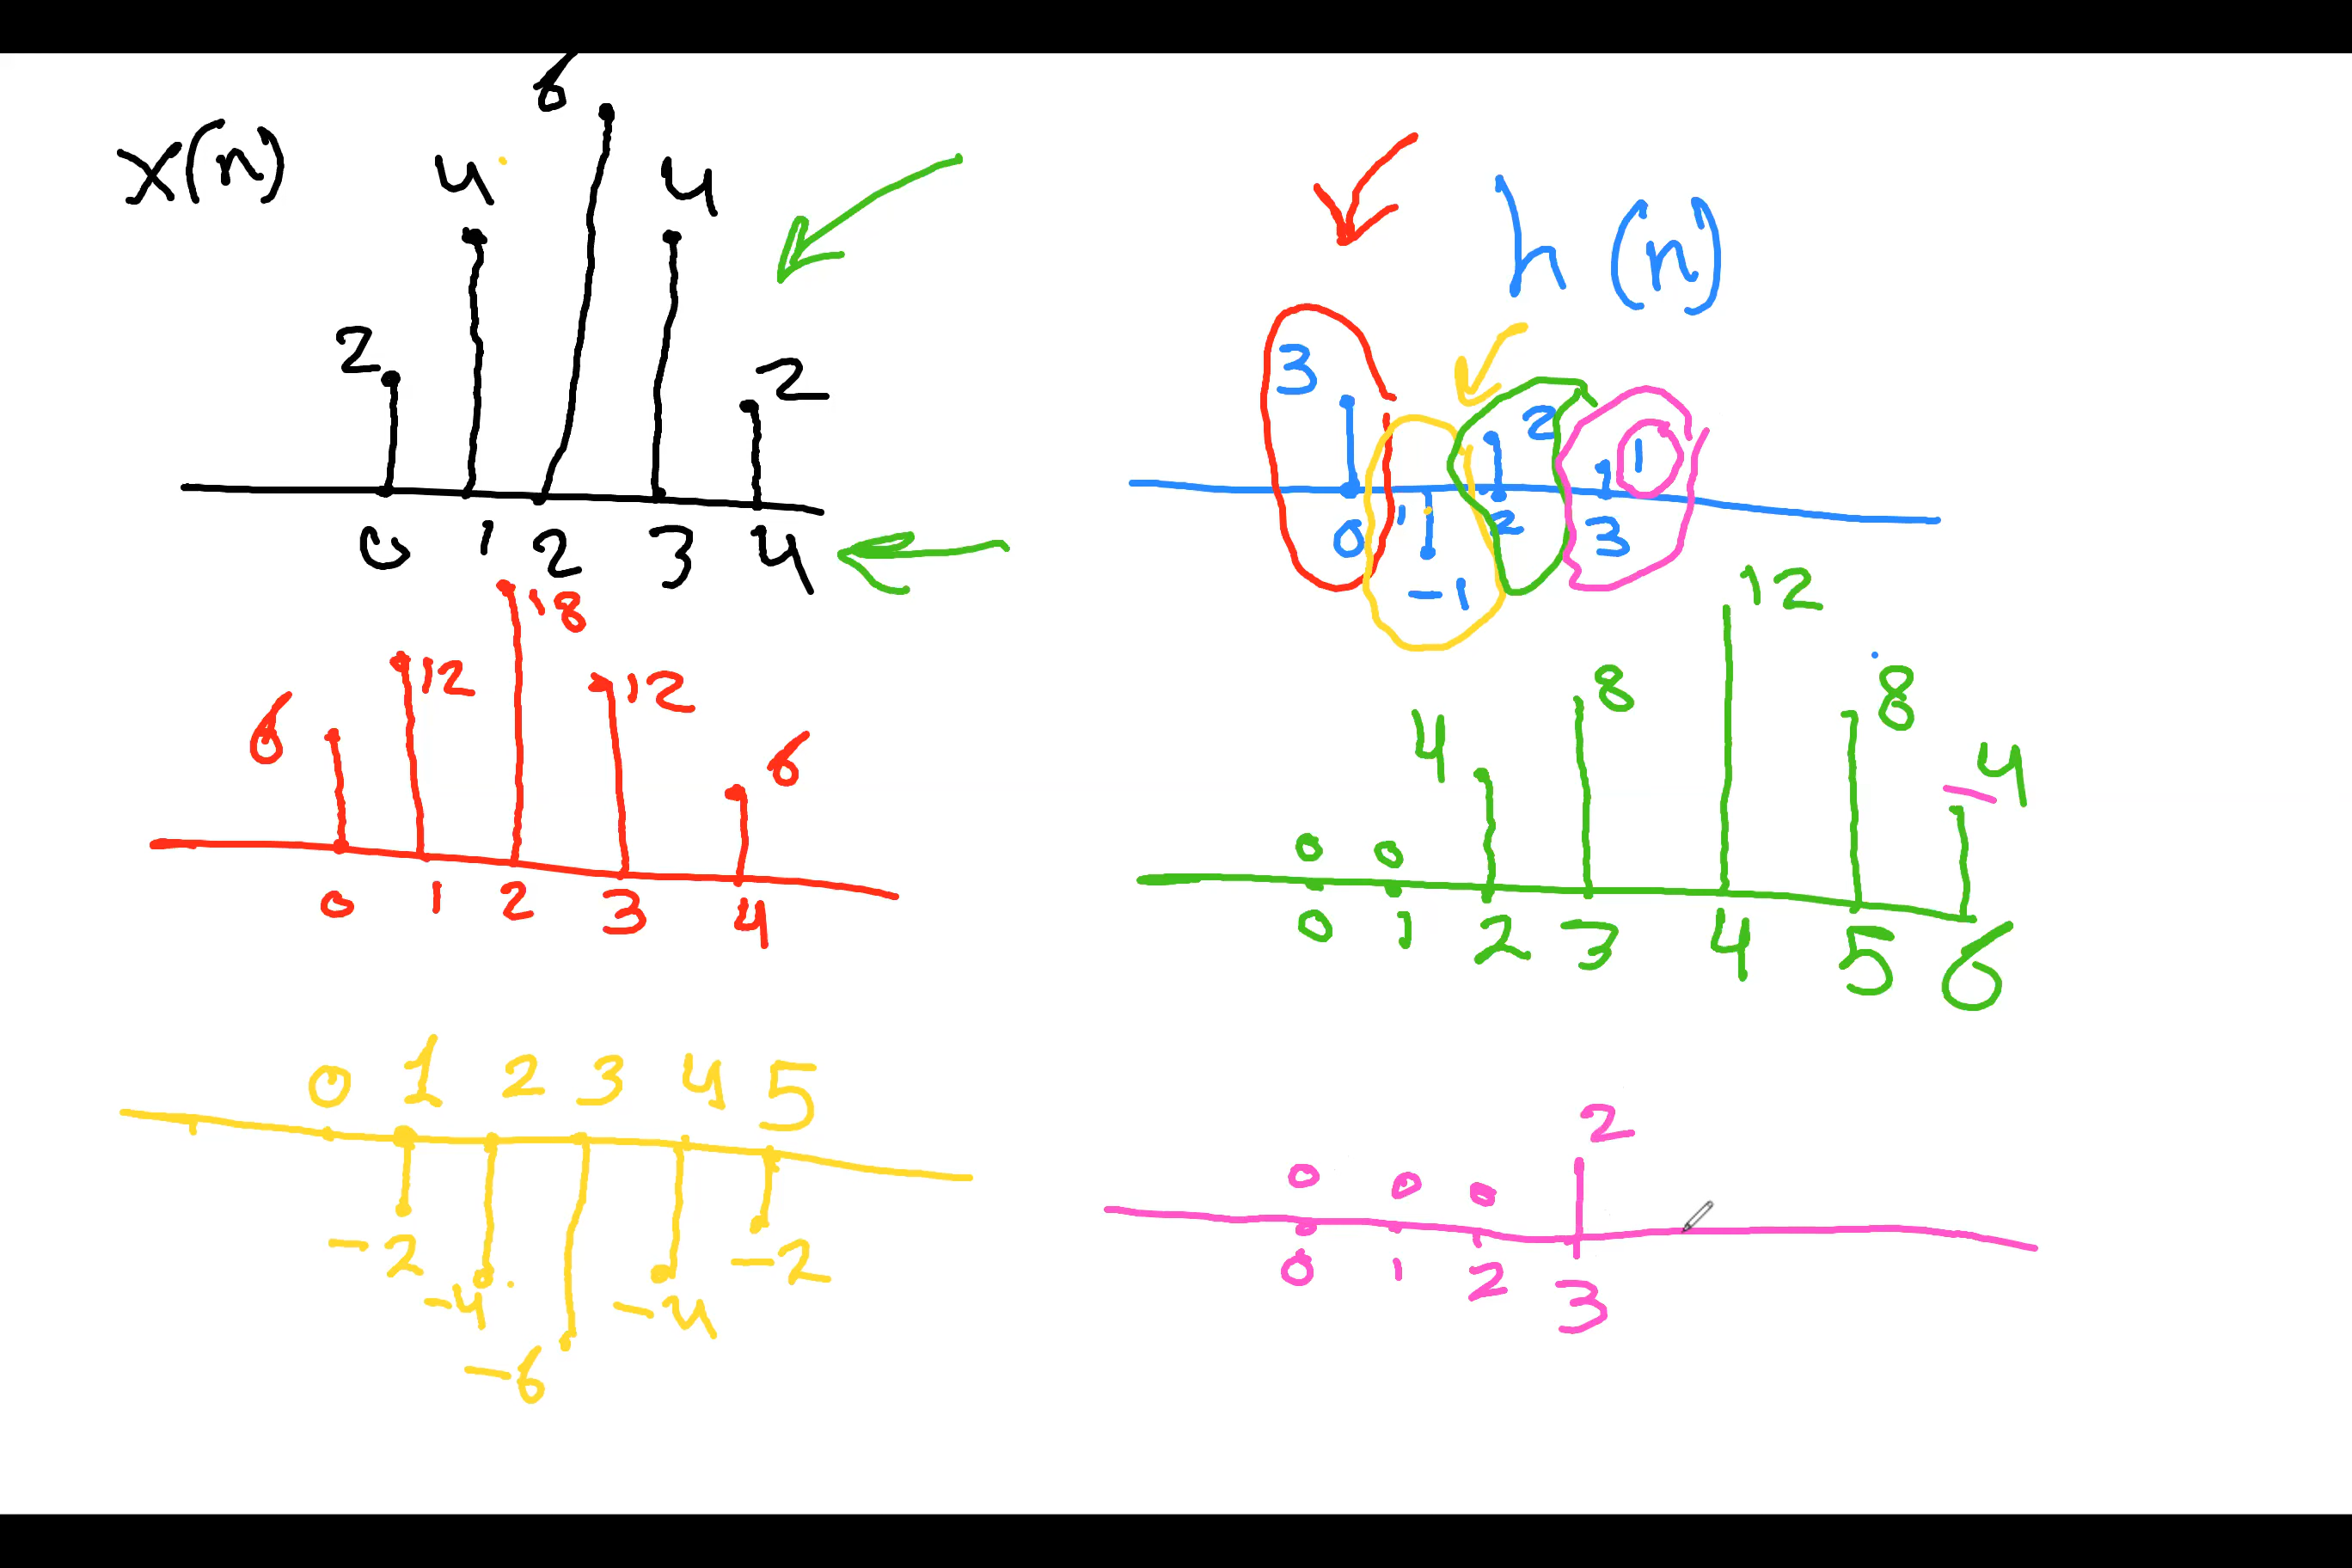 x(n)
4 6 4
2 2
0 1 2 3 4
h(n)
3 2 1
0 1 2 3
-1
6 12 18 12 6
0 1 2 3 4
0 0 4 8 12 8 4
0 1 2 3 4 5 6
0 1 2 3 4 5
-2 -4 -6 -4 -2
0 0 0 2
0 1 2 3